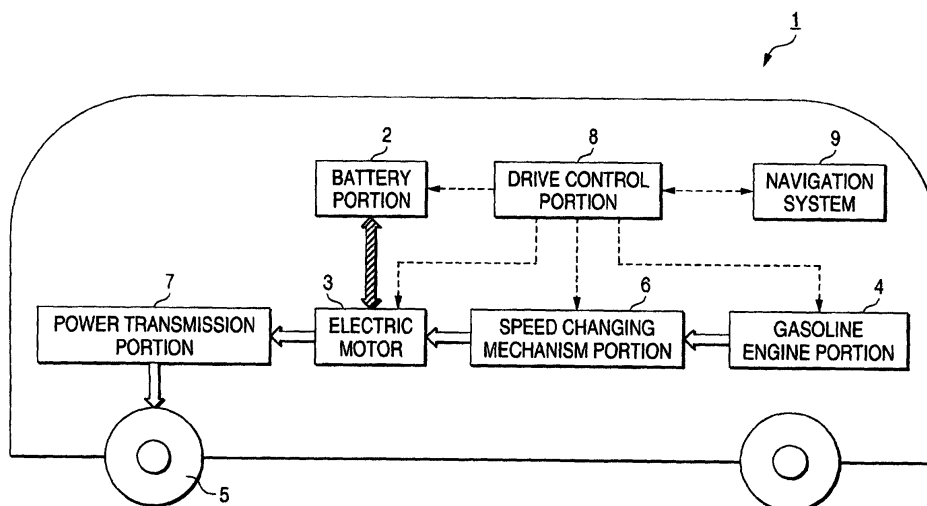 1
2
8
9
BATTERY
PORTION
DRIVE CONTROL
PORTION
NAVIGATION
SYSTEM
7
3
6
4
POWER TRANSMISSION
PORTION
ELECTRIC
MOTOR
SPEED CHANGING
MECHANISM PORTION
GASOLINE
ENGINE PORTION
5